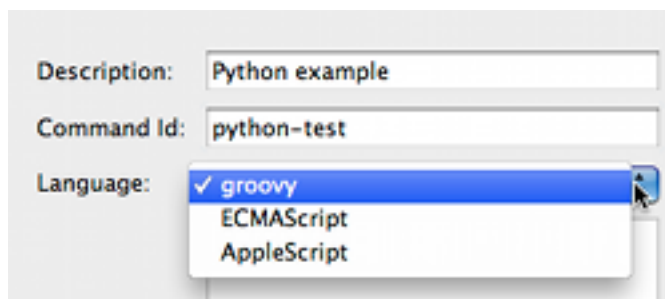 Description: Python example
Command Id: python-test
Language: ✓ groovy
ECMAScript
AppleScript